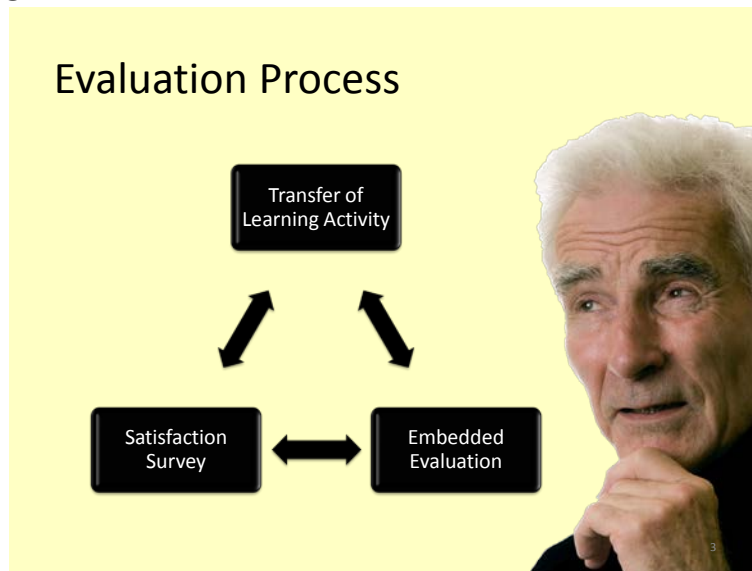 Evaluation Process
Transfer of
Learning Activity
Satisfaction
Survey
Embedded
Evaluation
3